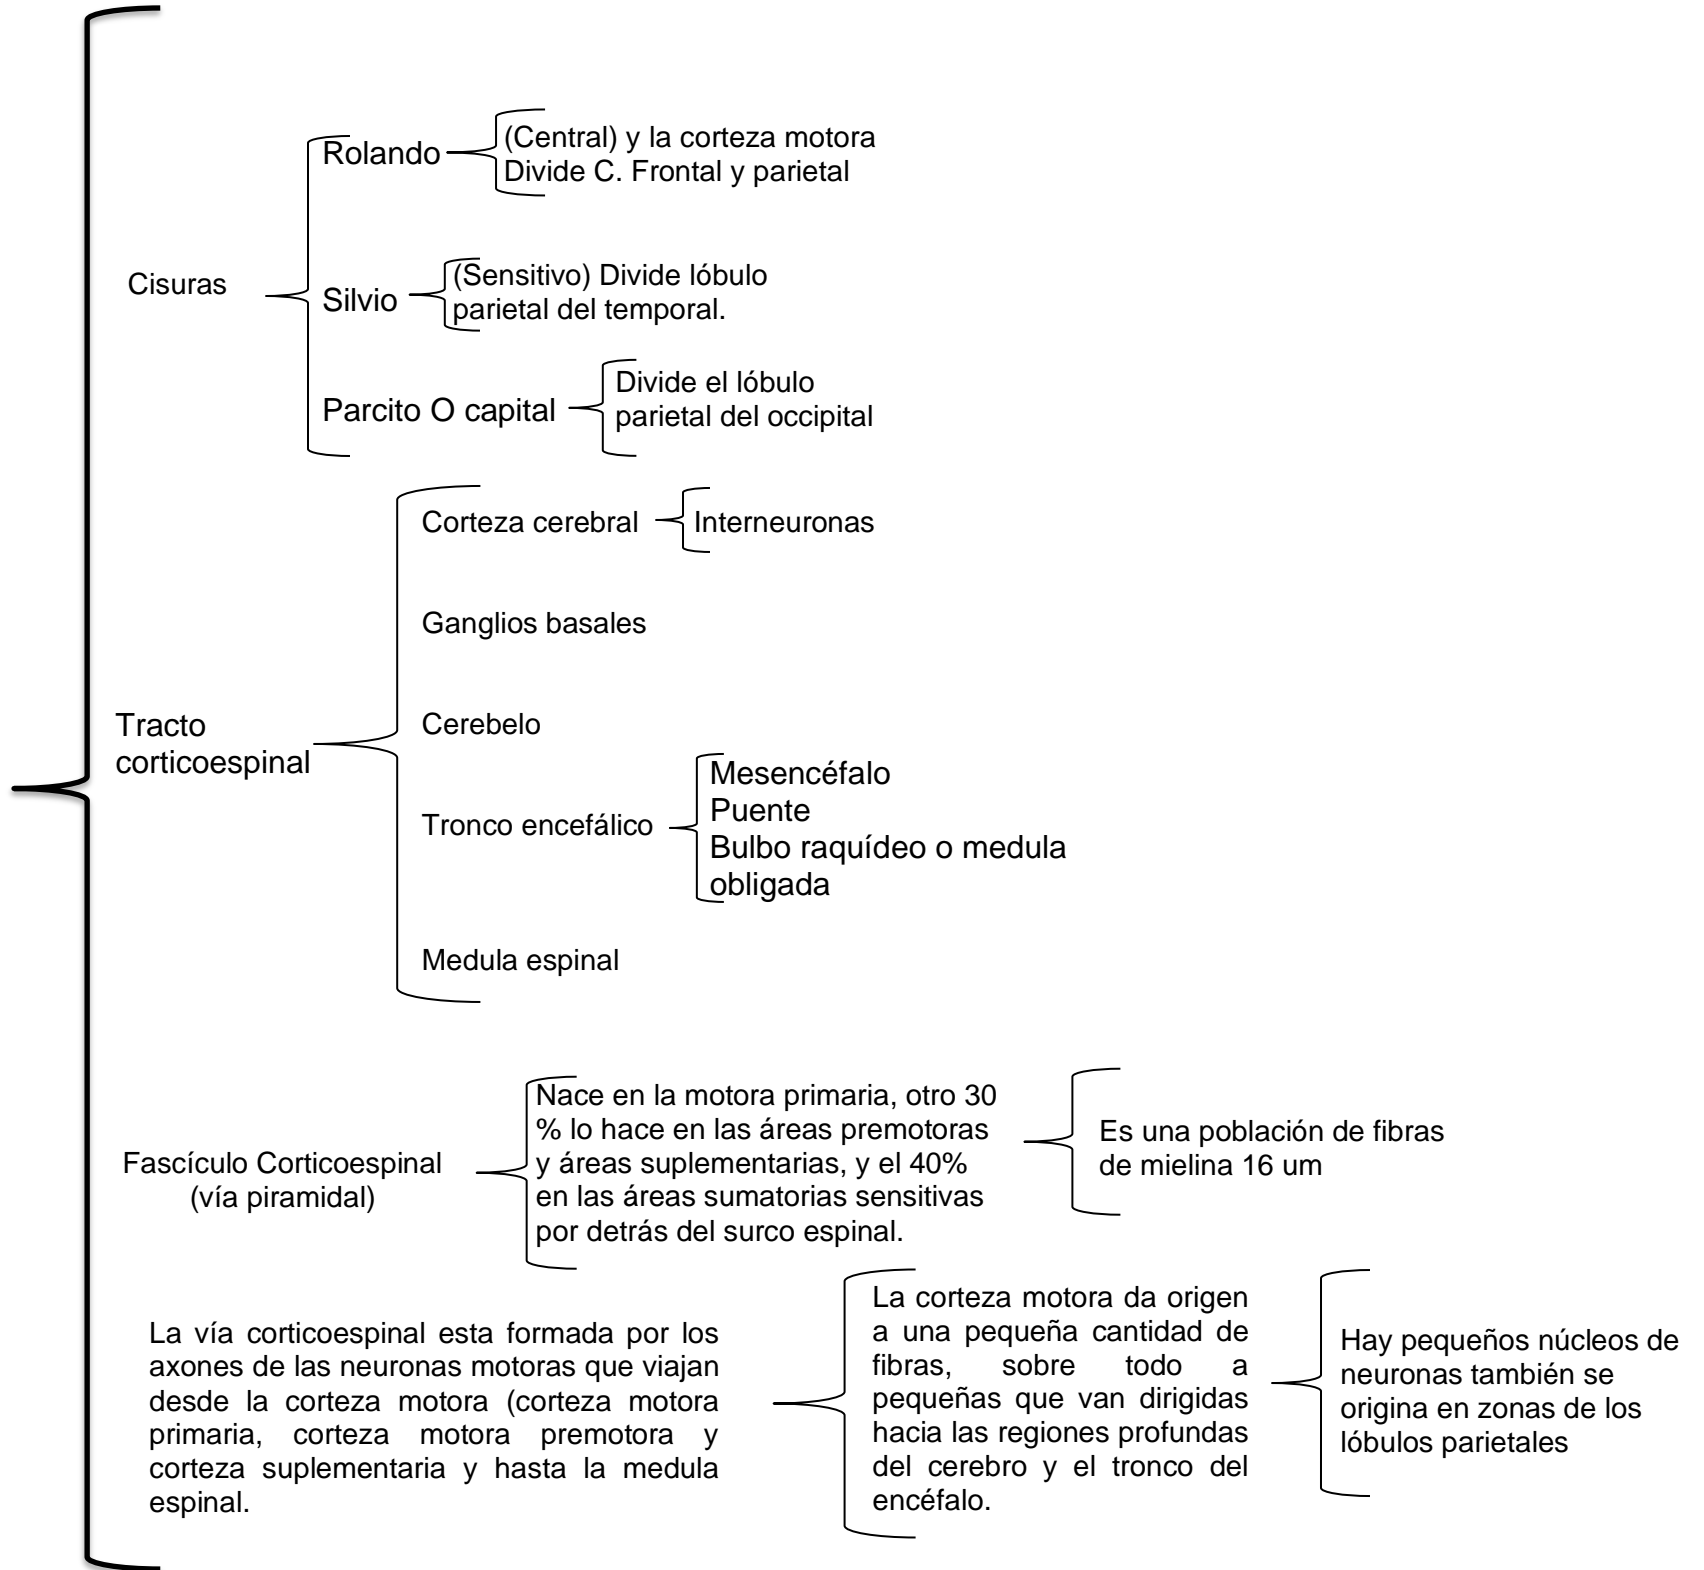 Cisuras
Rolando
(Central) y la corteza motora
Divide C. Frontal y parietal
Silvio
(Sensitivo) Divide lóbulo
parietal del temporal.
Parcito O capital
Divide el lóbulo
parietal del occipital
Tracto
corticoespinal
Corteza cerebral
Interneuronas
Ganglios basales
Cerebelo
Tronco encefálico
Mesencéfalo
Puente
Bulbo raquídeo o medula
obligada
Medula espinal
Fascículo Corticoespinal
(vía piramidal)
Nace en la motora primaria, otro 30
% lo hace en las áreas premotoras
y áreas suplementarias, y el 40%
en las áreas sumatorias sensitivas
por detrás del surco espinal.
Es una población de fibras
de mielina 16 um
La vía corticoespinal esta formada por los
axones de las neuronas motoras que viajan
desde la corteza motora (corteza motora
primaria, corteza motora premotora y
corteza suplementaria y hasta la medula
espinal.
La corteza motora da origen
a una pequeña cantidad de
fibras, sobre todo a
pequeñas que van dirigidas
hacia las regiones profundas
del cerebro y el tronco del
encéfalo.
Hay pequeños núcleos de
neuronas también se
origina en zonas de los
lóbulos parietales